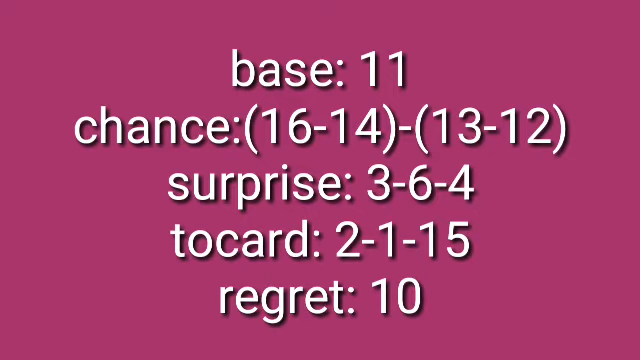 base: 11
chance:(16-14)-(13-12)
surprise: 3-6-4
tocard: 2-1-15
regret: 10